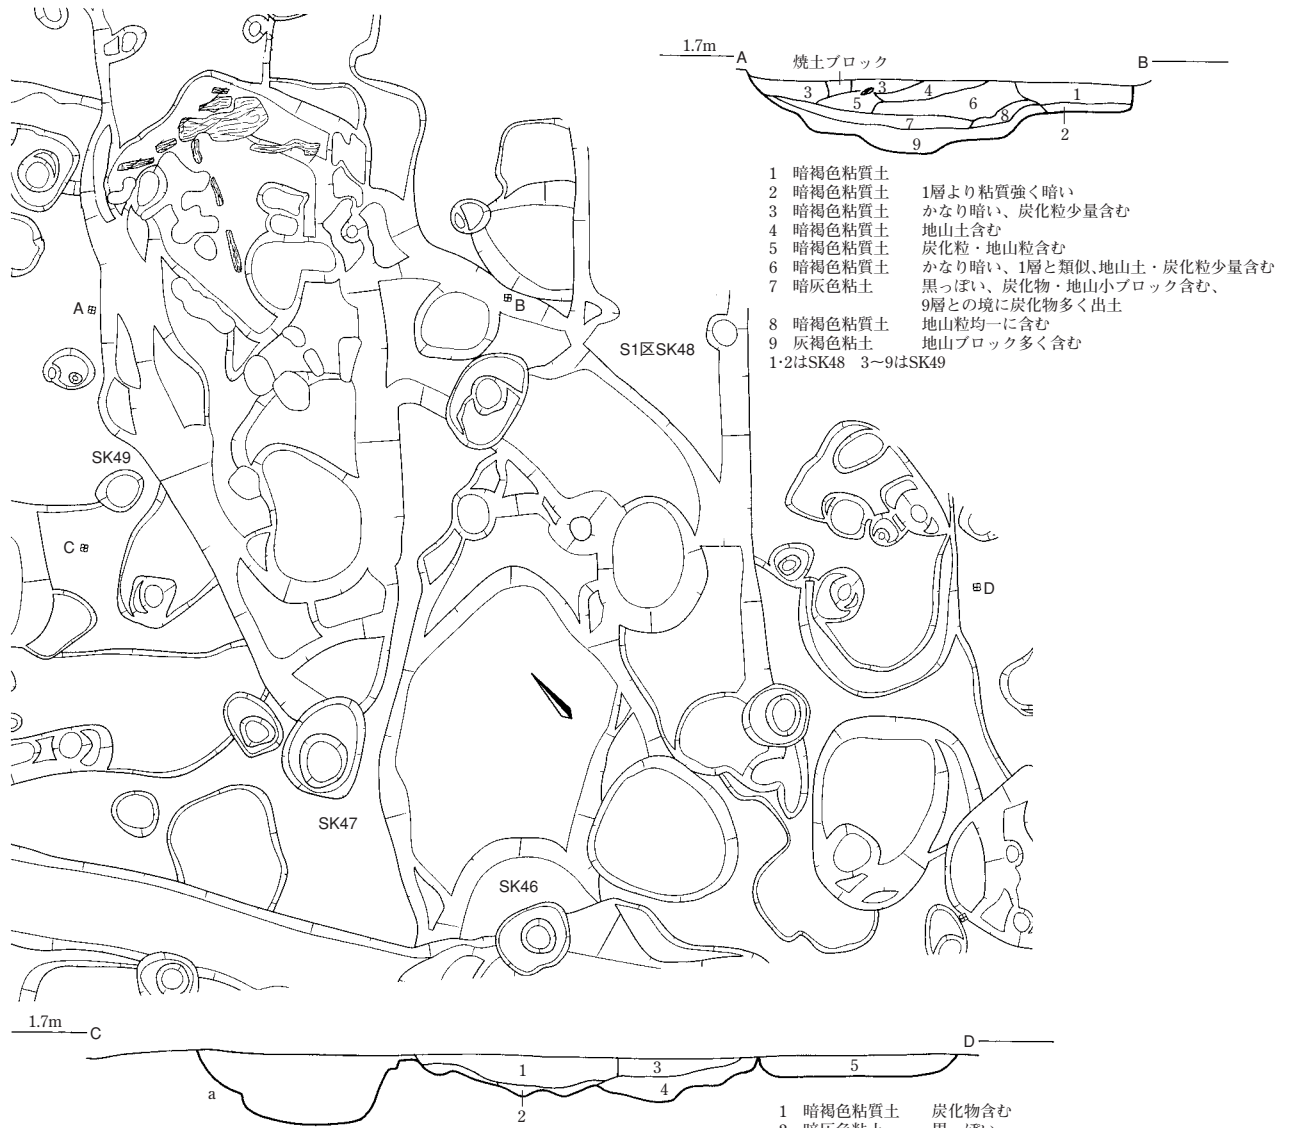 1.7m
A
焼土ブロック
B
3
3
4
1
5
6
7
8
2
9
1 暗褐色粘質土
2 暗褐色粘質土 1層より粘質強く暗い
3 暗褐色粘質土 かなり暗い、炭化粒少量含む
4 暗褐色粘質土 地山土含む
5 暗褐色粘質土 炭化粒・地山粒含む
6 暗褐色粘質土 かなり暗い、1層と類似、地山土・炭化粒少量含む
7 暗灰色粘土 黒っぽい、炭化物・地山小ブロック含む、
9層との境に炭化物多く出土
8 暗褐色粘質土 地山粒均一に含む
9 灰褐色粘土 地山ブロック多く含む
1・2はSK48 3〜9はSK49
A
B
S1区SK48
SK49
C
D
SK47
SK46
1.7m
C
D
a
1
3
5
4
2
1 暗褐色粘質土 炭化物含む